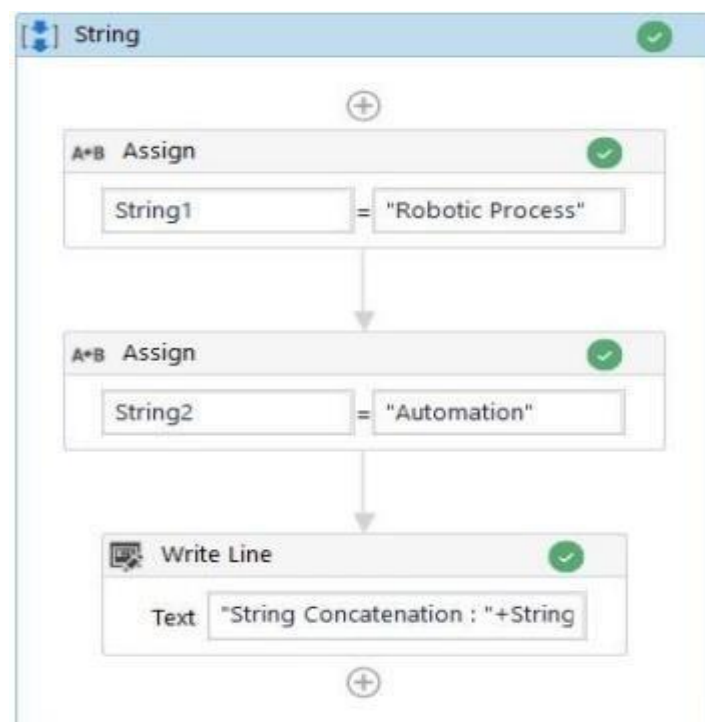 String
A+B Assign
String1 = "Robotic Process"
A+B Assign
String2 = "Automation"
Write Line
Text "String Concatenation : "+String